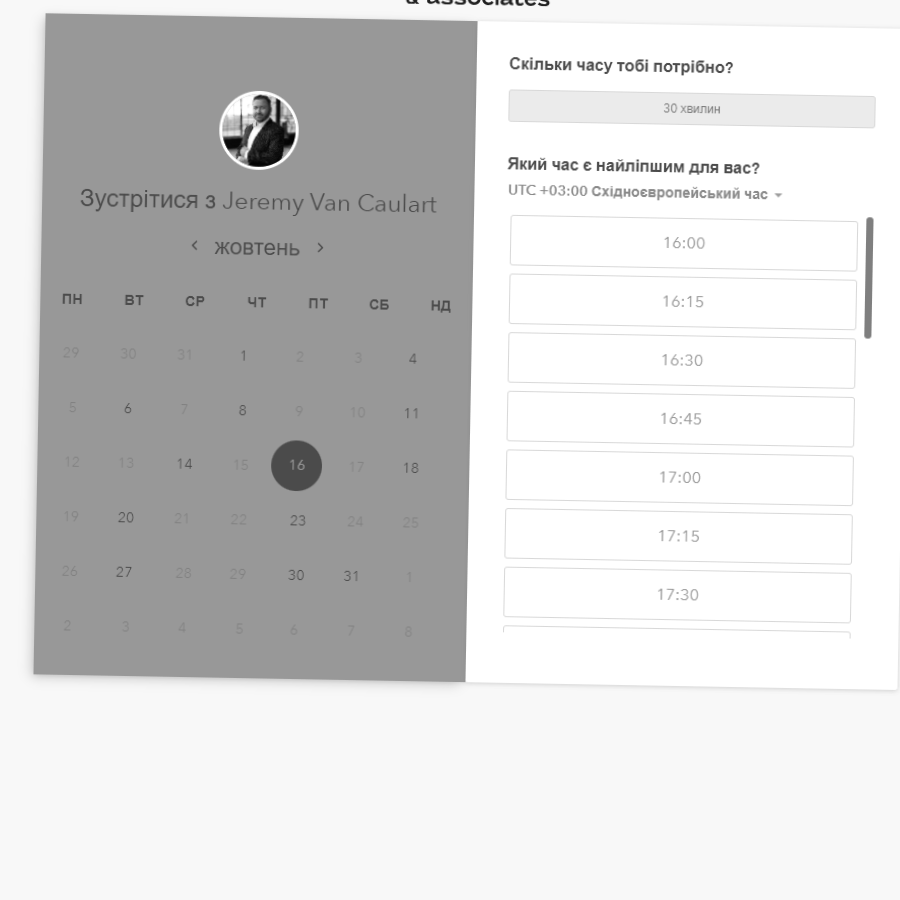 & associates
Зустрітися з Jeremy Van Caulart
‹ жовтень ›
ПН ВТ СР ЧТ ПТ СБ НД
29 30 31 1 2 3 4
5 6 7 8 9 10 11
12 13 14 15 16 17 18
19 20 21 22 23 24 25
26 27 28 29 30 31 1
2 3 4 5 6 7 8
Скільки часу тобі потрібно?
30 хвилин
Який час є найліпшим для вас?
UTC +03:00 Східноєвропейський час
16:00
16:15
16:30
16:45
17:00
17:15
17:30